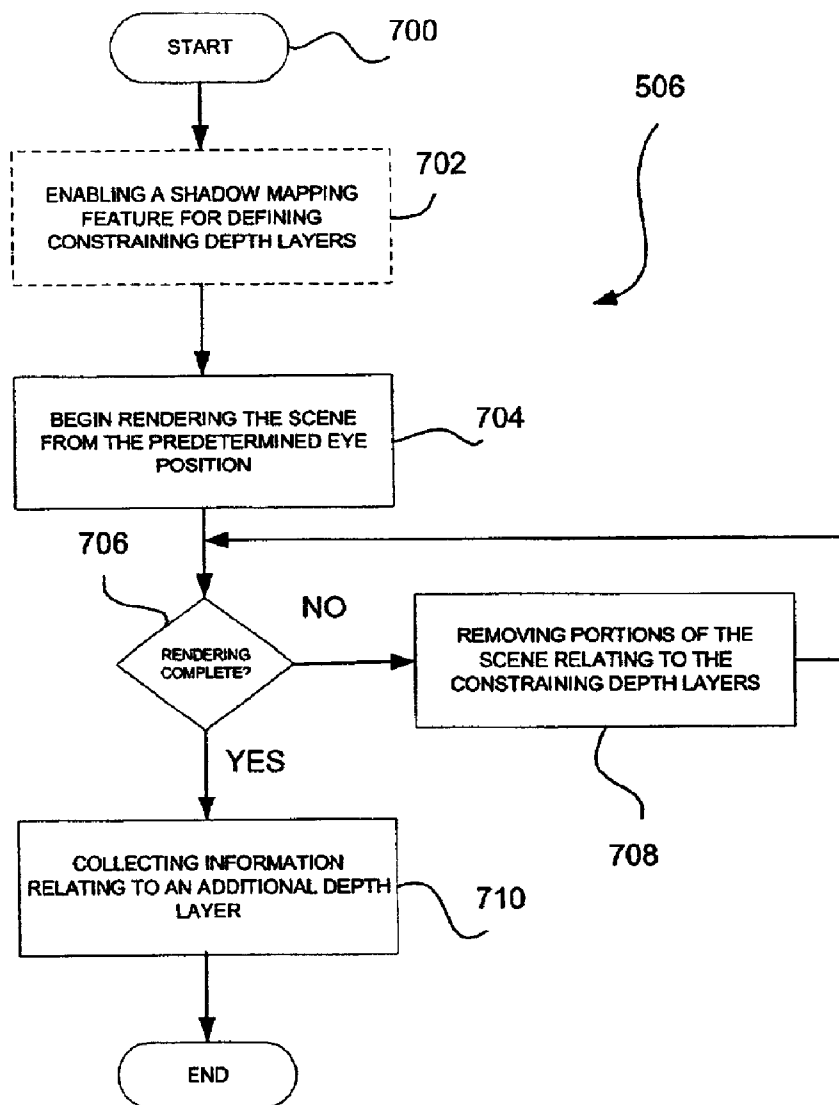 START
700
506
ENABLING A SHADOW MAPPING
FEATURE FOR DEFINING
CONSTRAINING DEPTH LAYERS
702
BEGIN RENDERING THE SCENE
FROM THE PREDETERMINED EYE
POSITION
704
706
RENDERING
COMPLETE?
NO
REMOVING PORTIONS OF THE
SCENE RELATING TO THE
CONSTRAINING DEPTH LAYERS
708
YES
COLLECTING INFORMATION
RELATING TO AN ADDITIONAL DEPTH
LAYER
710
END